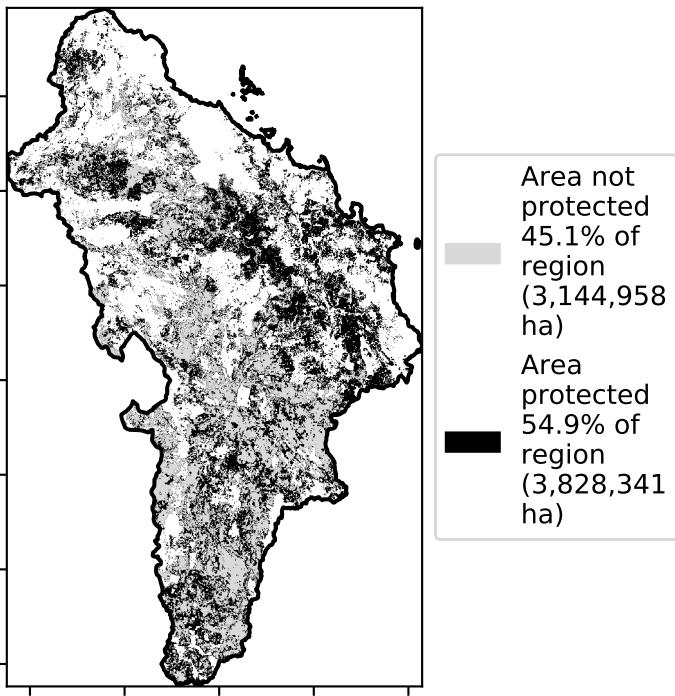 Area not
protected
45.1% of
region
(3,144,958
ha)
Area
protected
54.9% of
region
(3,828,341
ha)